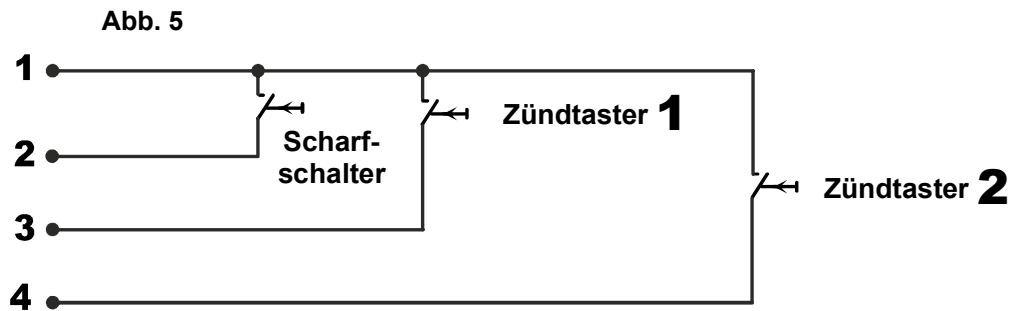 Abb. 5
1
Zündtaster 1
Scharf-
schalter
2
Zündtaster 2
3
4